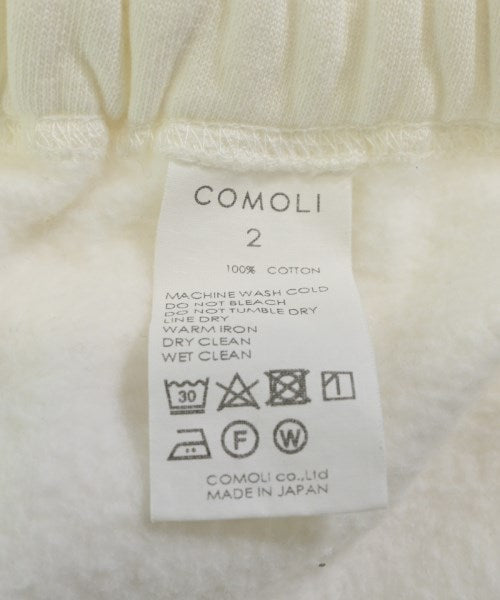 COMOLI
2
100% COTTON
MACHINE WASH COLD
DO NOT BLEACH
DO NOT TUMBLE DRY
LINE DRY
WARM IRON
DRY CLEAN
WET CLEAN
30
F W
COMOLI co.,Ltd
MADE IN JAPAN